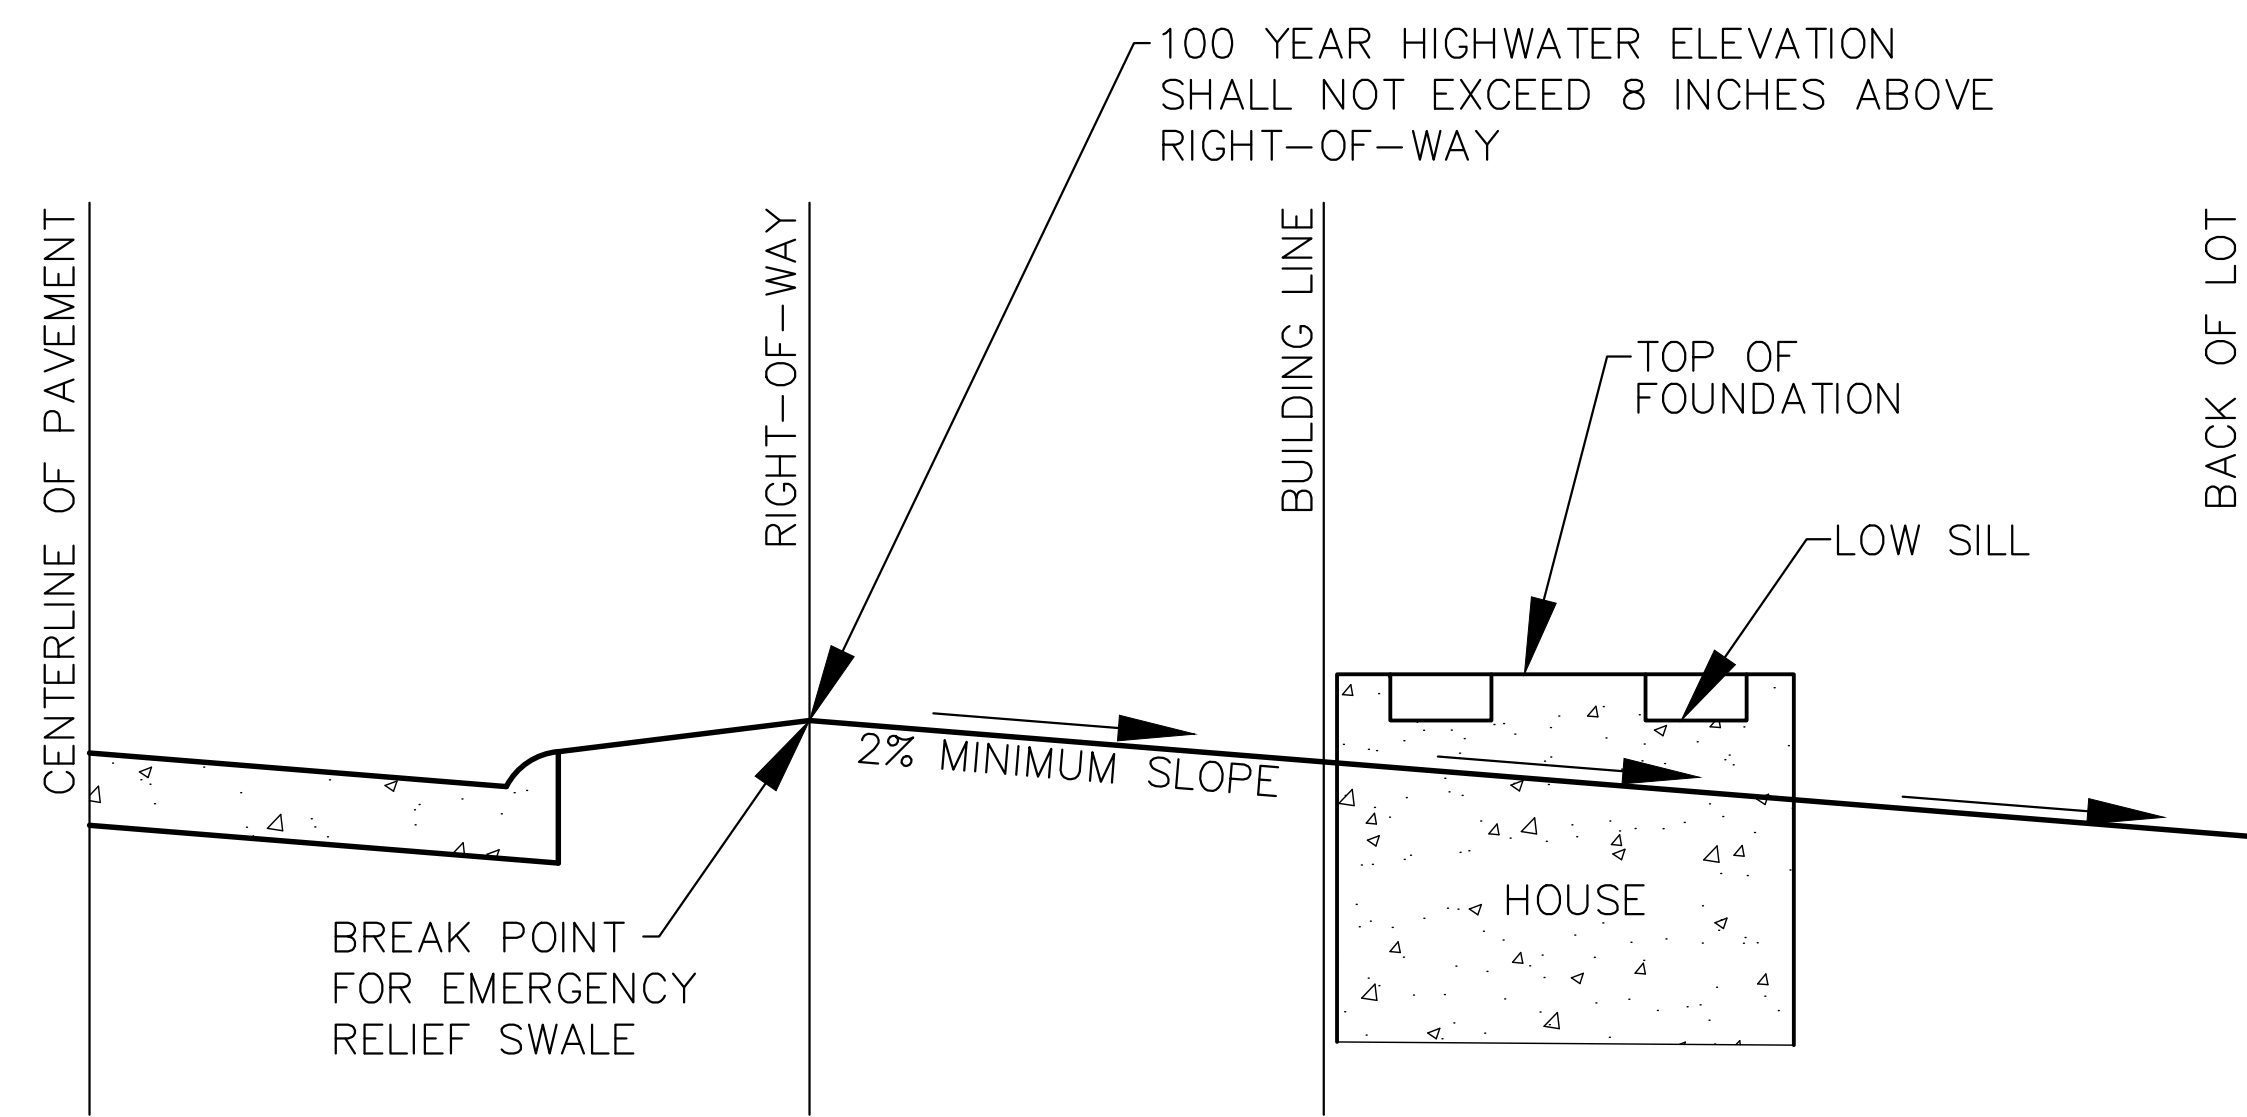 100 YEAR HIGHWATER ELEVATION
SHALL NOT EXCEED 8 INCHES ABOVE
RIGHT-OF-WAY
CENTERLINE OF PAVEMENT
RIGHT-OF-WAY
BUILDING LINE
BACK OF LOT
TOP OF
FOUNDATION
LOW SILL
2% MINIMUM SLOPE
HOUSE
BREAK POINT
FOR EMERGENCY
RELIEF SWALE